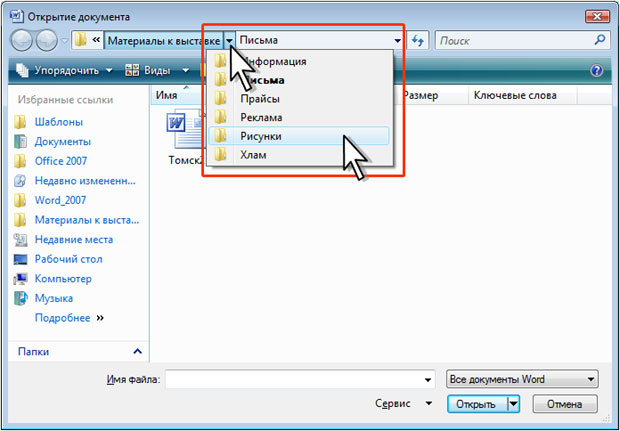 Открытие документа
« Материалы к выставке Письма Поиск
Упорядочить Виды
Информация
Письма
Прайсы
Реклама
Рисунки
Хлам
Избранные ссылки
Шаблоны
Документы
Office 2007
Недавно измененн...
Word_2007
Материалы к выста...
Недавние места
Рабочий стол
Компьютер
Музыка
Подробнее »
Папки
Имя Размер Ключевые слова
Имя файла:
Все документы Word
Сервис Открыть Отмена